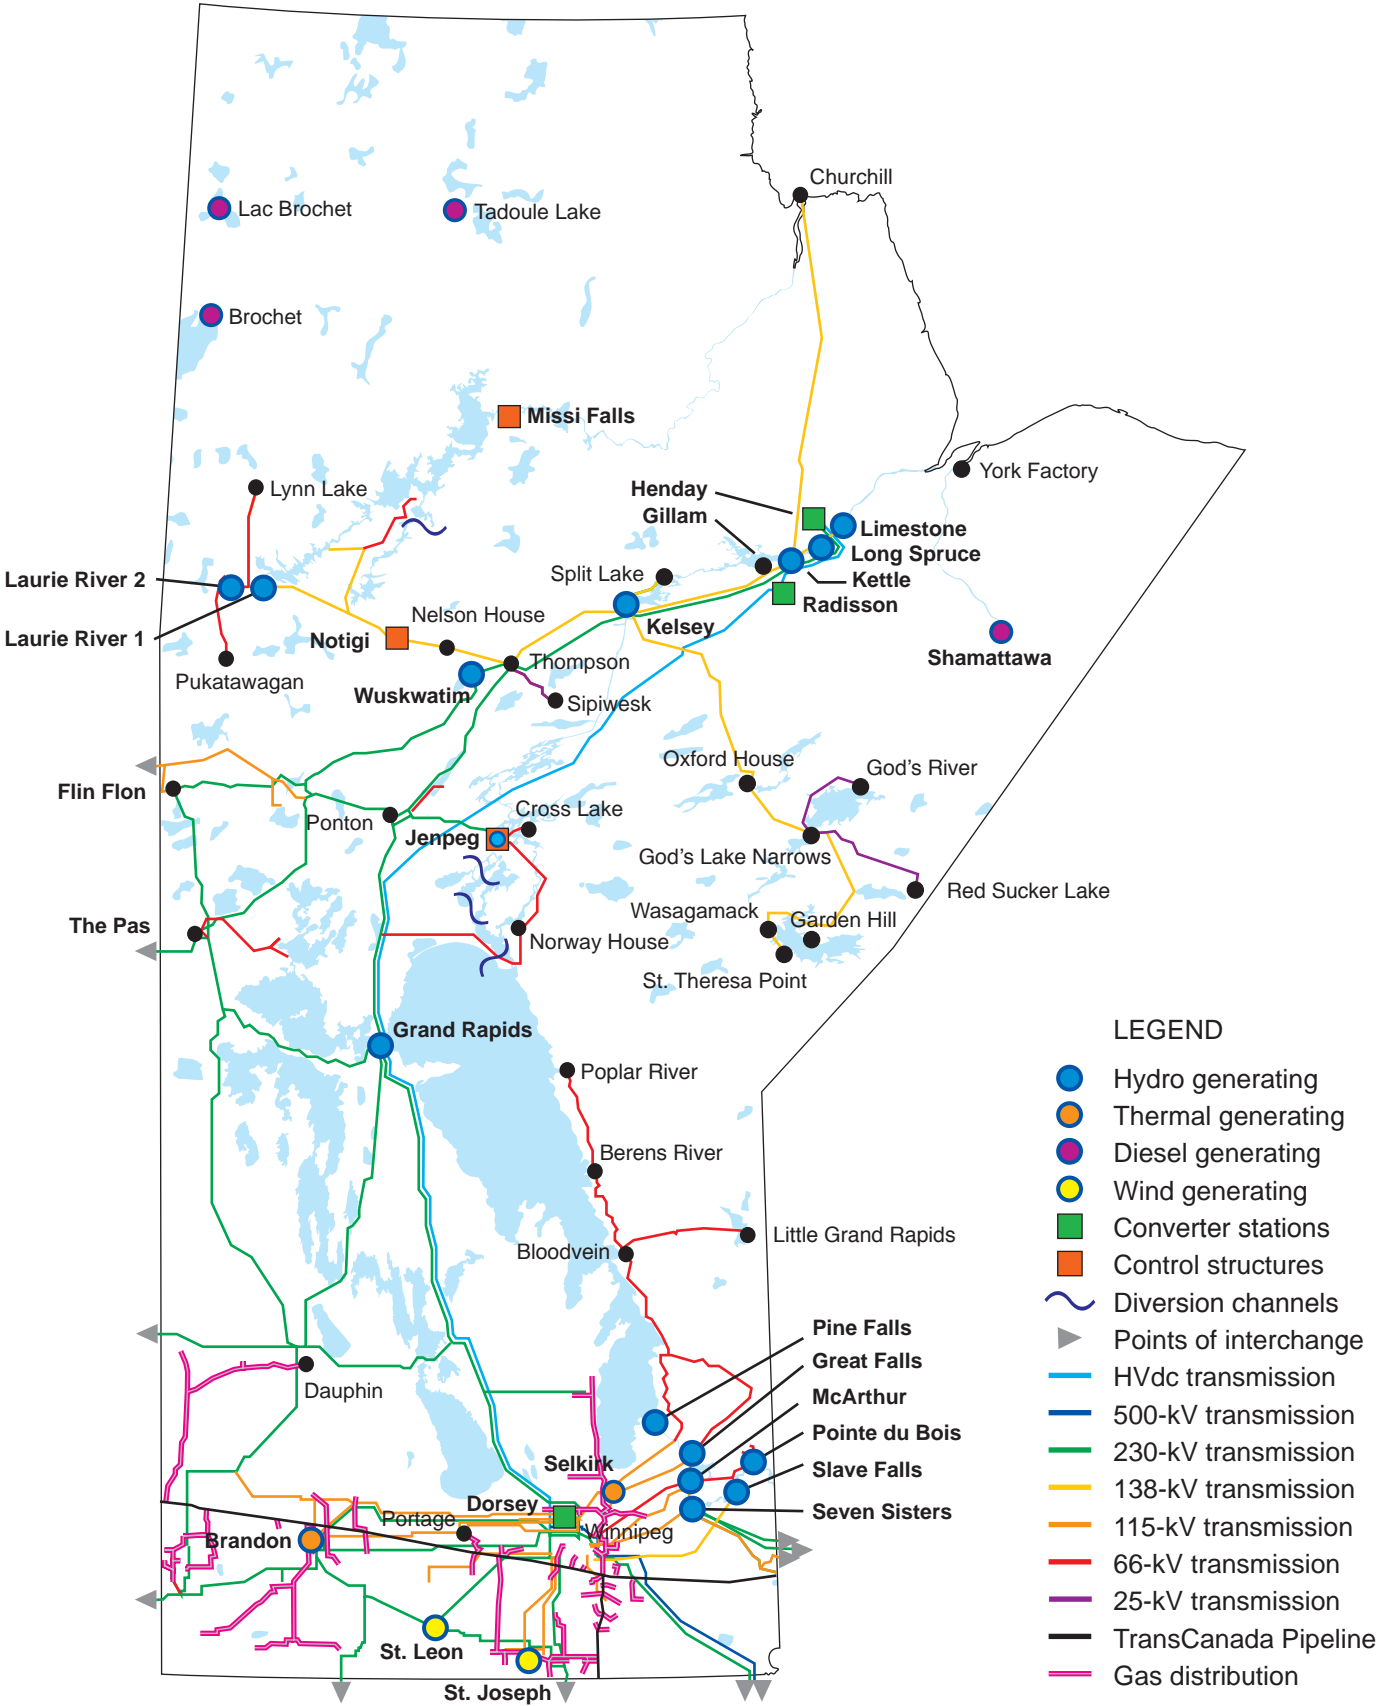 Churchill
Lac Brochet
Tadoule Lake
Brochet
Missi Falls
York Factory
Lynn Lake
Henday
Gillam
Limestone
Long Spruce
Kettle
Radisson
Split Lake
Laurie River 2
Laurie River 1
Nelson House
Notigi
Kelsey
Shamattawa
Thompson
Pukatawagan
Wuskwatim
Sipiwesk
Oxford House
God's River
Flin Flon
Ponton
Cross Lake
Jenpeg
God's Lake Narrows
Red Sucker Lake
Wasagamack
Garden Hill
The Pas
Norway House
St. Theresa Point
Grand Rapids
Poplar River
Berens River
Little Grand Rapids
Bloodvein
Pine Falls
Great Falls
McArthur
Pointe du Bois
Slave Falls
Seven Sisters
Dauphin
Selkirk
Dorsey
Portage
Winnipeg
Brandon
St. Leon
St. Joseph
LEGEND
Hydro generating
Thermal generating
Diesel generating
Wind generating
Converter stations
Control structures
Diversion channels
Points of interchange
HVdc transmission
500-kV transmission
230-kV transmission
138-kV transmission
115-kV transmission
66-kV transmission
25-kV transmission
TransCanada Pipeline
Gas distribution